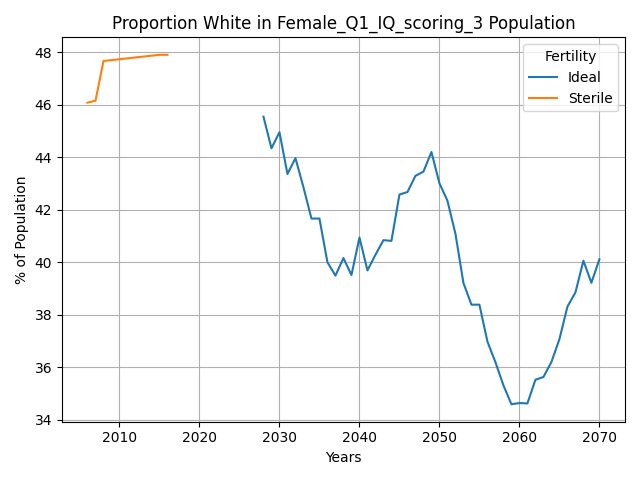 Proportion White in Female_Q1_IQ_scoring_3 Population
Fertility
Ideal
Sterile
% of Population
48
46
44
42
40
38
36
34
2010 2020 2030 2040 2050 2060 2070
Years